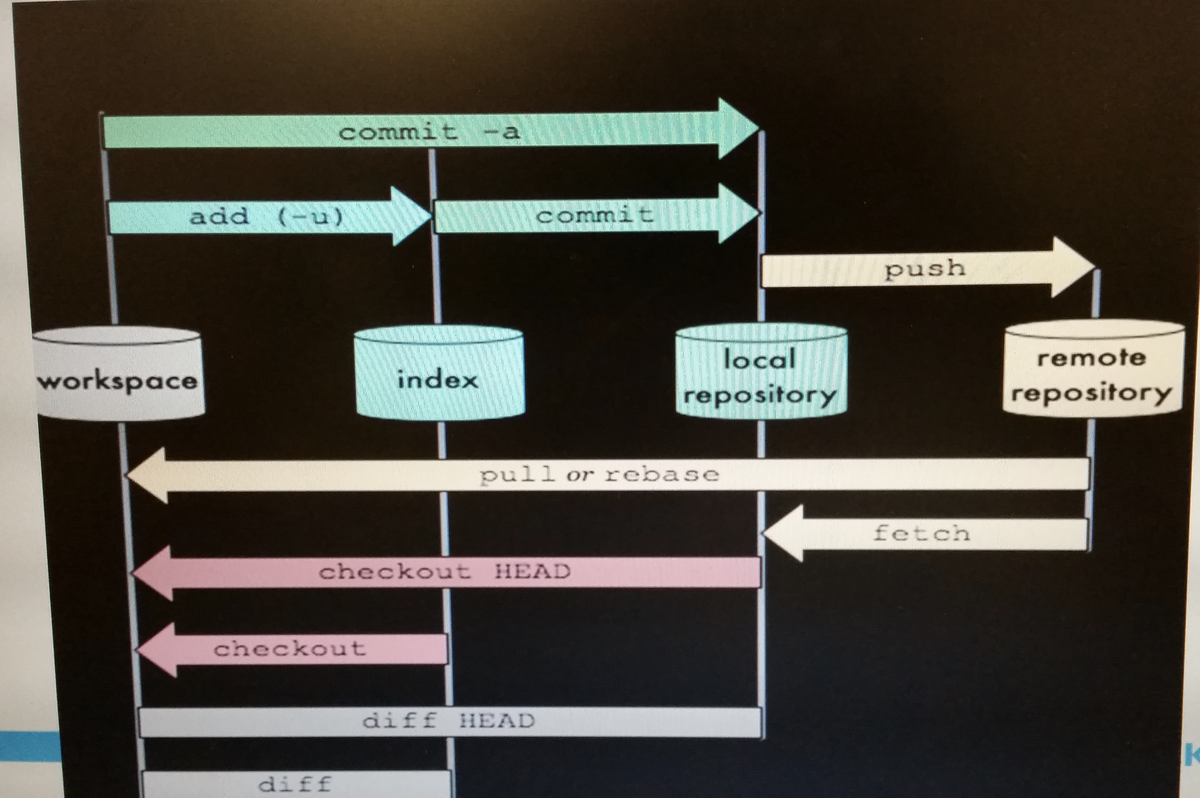 commit -a
add (-u)
commit
push
workspace
index
local
repository
remote
repository
pull or rebase
fetch
checkout HEAD
checkout
diff HEAD
diff
K